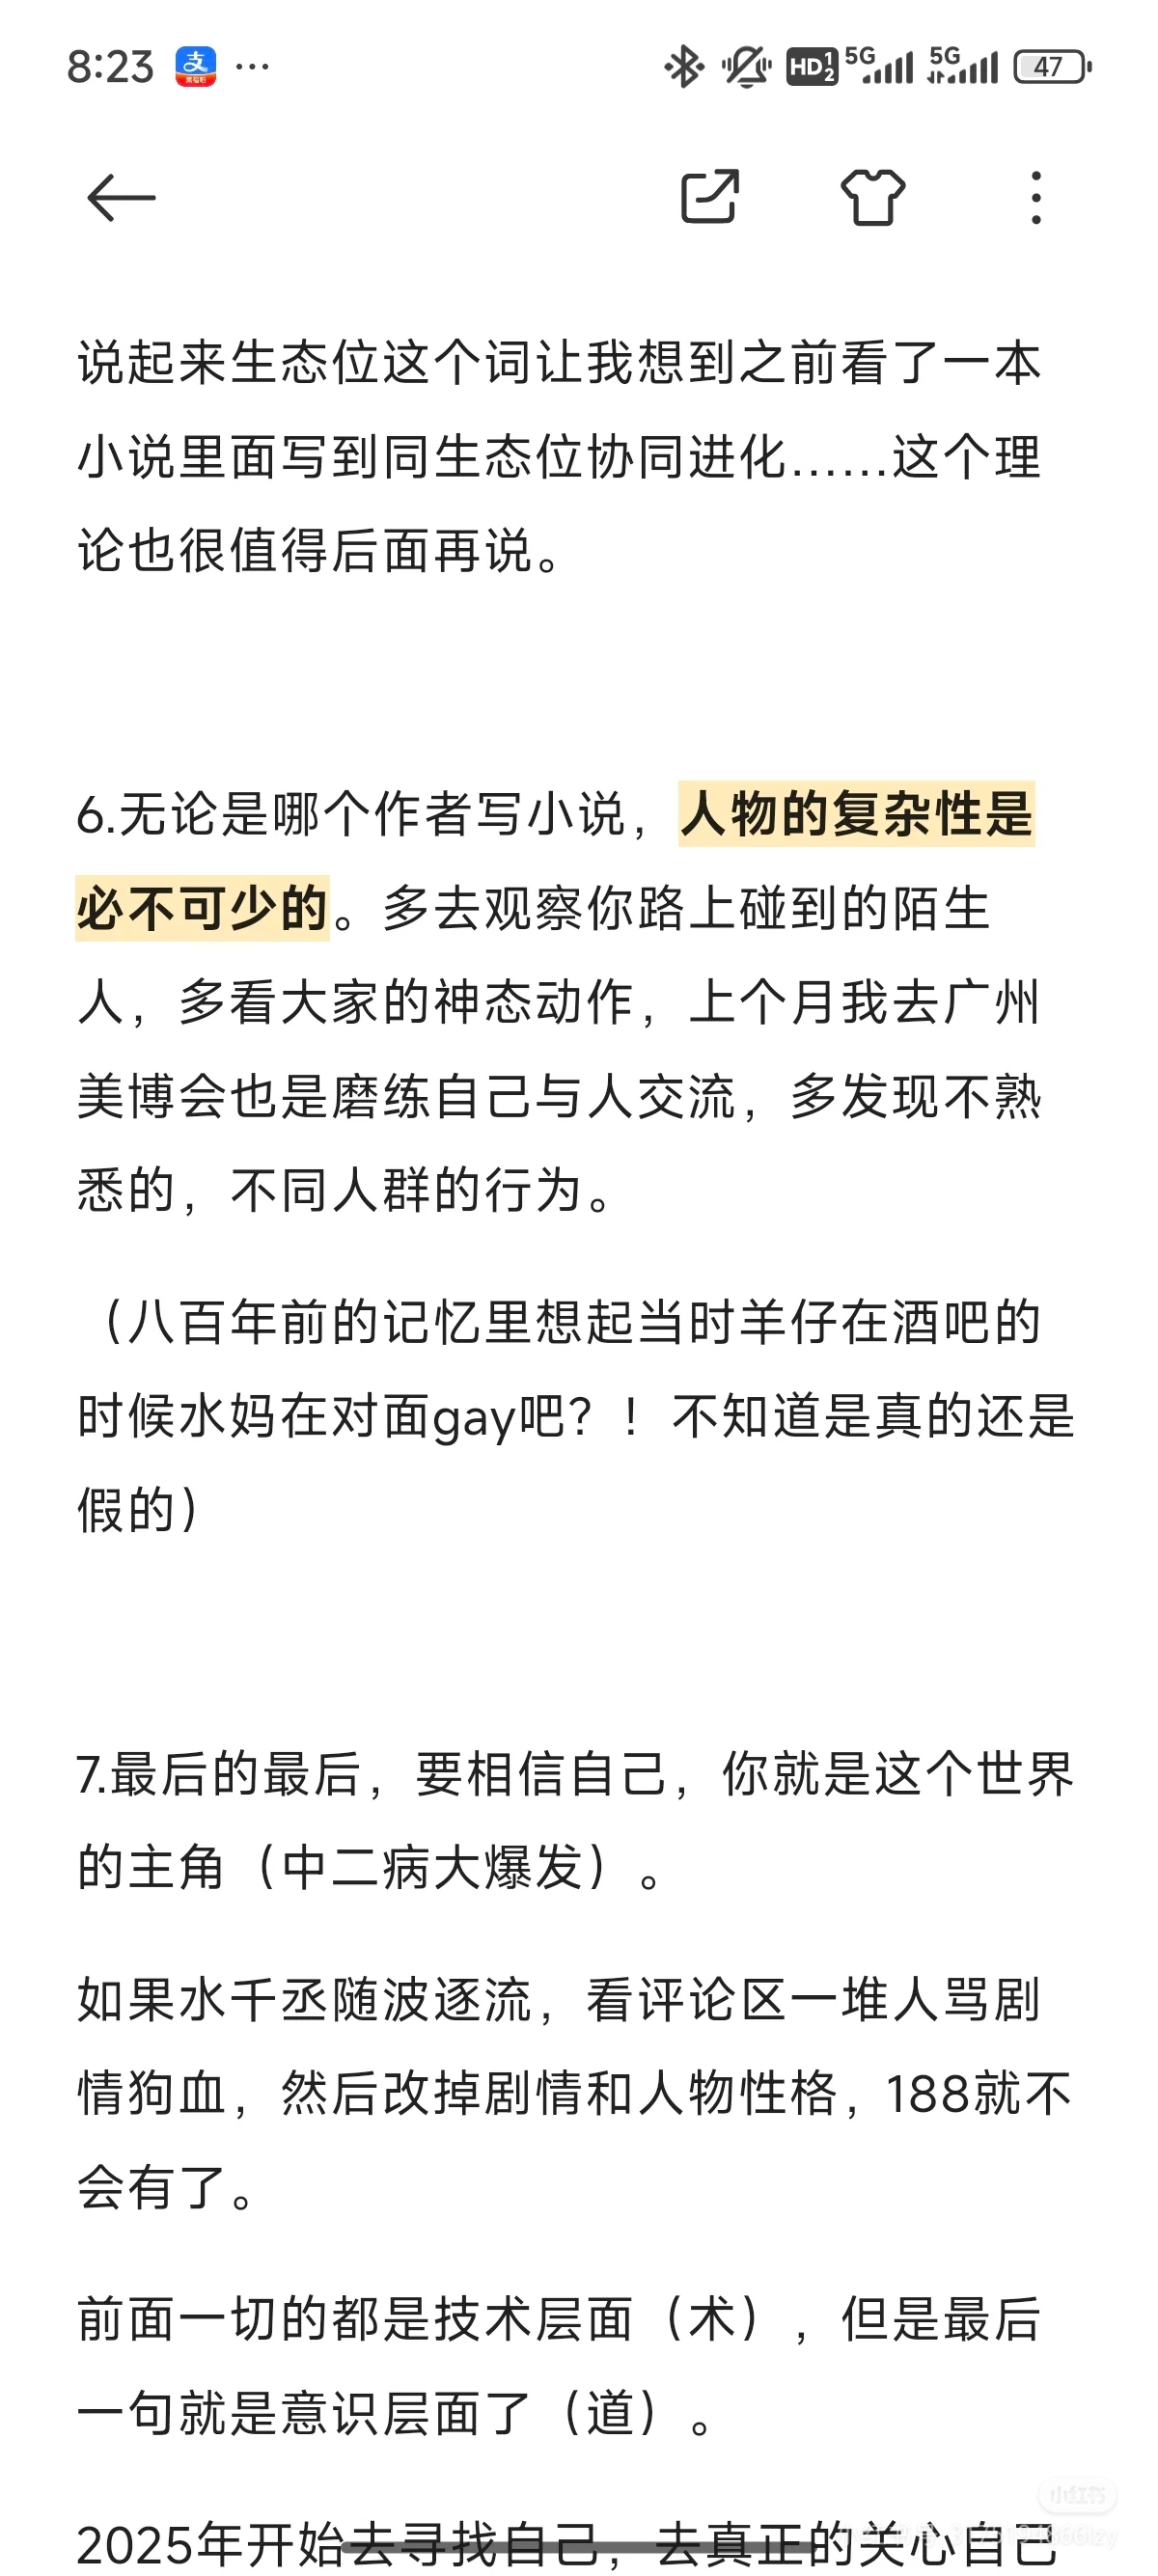 8:23
支
HD 1 2
5G
5G
47
说起来生态位这个词让我想到之前看了一本
小说里面写到同生态位协同进化……这个理
论也很值得后面再说。
6.无论是哪个作者写小说，人物的复杂性是
必不可少的。多去观察你路上碰到的陌生
人，多看大家的神态动作，上个月我去广州
美博会也是磨练自己与人交流，多发现不熟
悉的，不同人群的行为。
（八百年前的记忆里想起当时羊仔在酒吧的
时候水妈在对面gay吧？！不知道是真的还是
假的）
7.最后的最后，要相信自己，你就是这个世界
的主角（中二病大爆发）。
如果水千丞随波逐流，看评论区一堆人骂剧
情狗血，然后改掉剧情和人物性格，188就不
会有了。
前面一切的都是技术层面（术），但是最后
一句就是意识层面了（道）。
2025年开始去寻找自己，去真正的关心自己
小红书